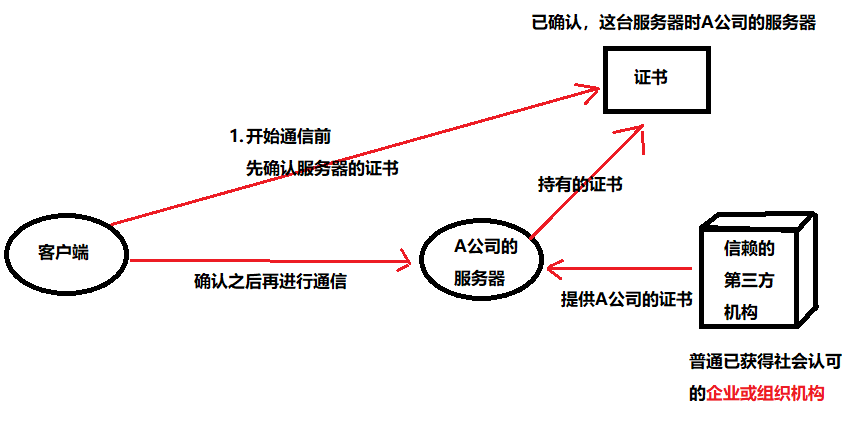 已确认，这台服务器时A公司的服务器
证书
1. 开始通信前
先确认服务器的证书
持有的证书
客户端
A公司的
服务器
信赖的
第三方
机构
确认之后再进行通信
提供A公司的证书
普通已获得社会认可
的企业或组织机构